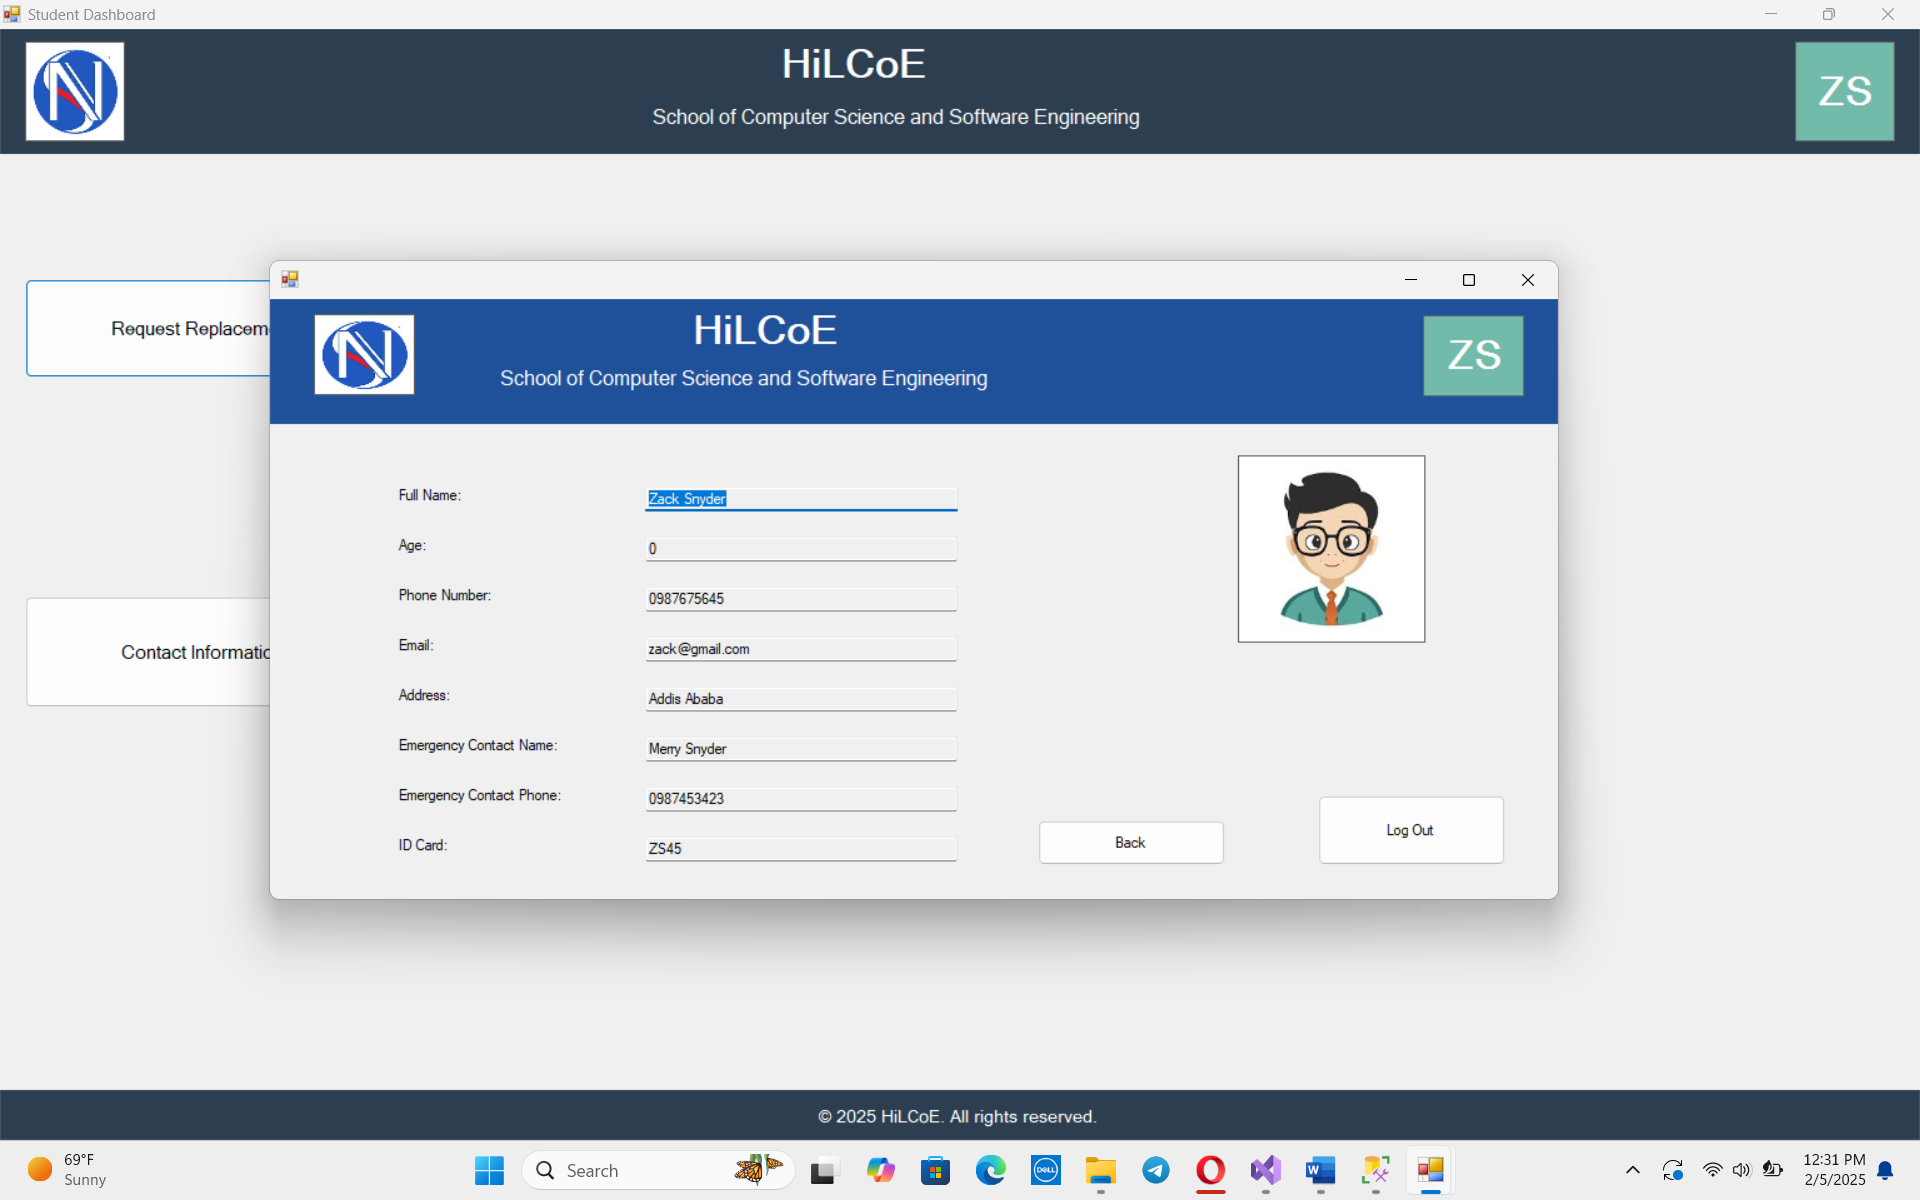 Student Dashboard
HiLCoE
School of Computer Science and Software Engineering
ZS
Request Replaceme
Contact Informatio
HiLCoE
School of Computer Science and Software Engineering
ZS
Full Name: Zack Snyder
Age: 0
Phone Number: 0987675645
Email: zack@gmail.com
Address: Addis Ababa
Emergency Contact Name: Merry Snyder
Emergency Contact Phone: 0987453423
ID Card: ZS45
Back
Log Out
© 2025 HiLCoE. All rights reserved.
69°F
Sunny
Search
DELL
W
12:31 PM
2/5/2025